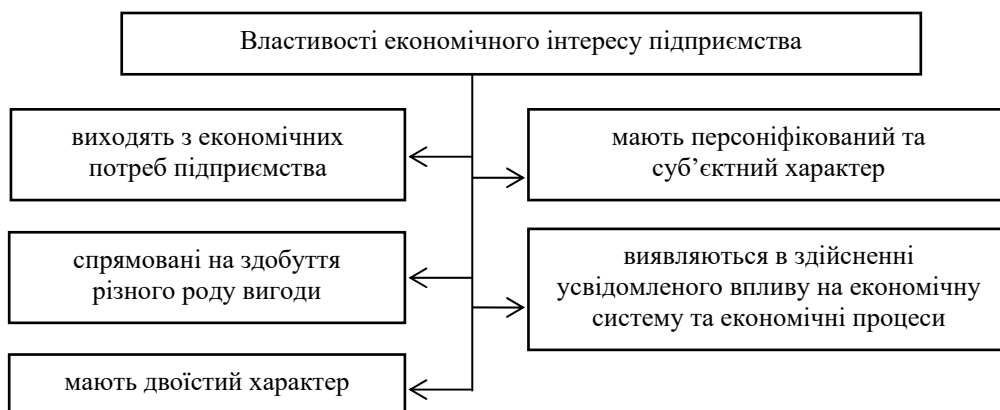 Властивості економічного інтересу підприємства
виходять з економічних
потреб підприємства
мають персоніфікований та
суб’єктний характер
спрямовані на здобуття
різного роду вигоди
виявляються в здійсненні
усвідомленого впливу на економічну
систему та економічні процеси
мають двоїстий характер